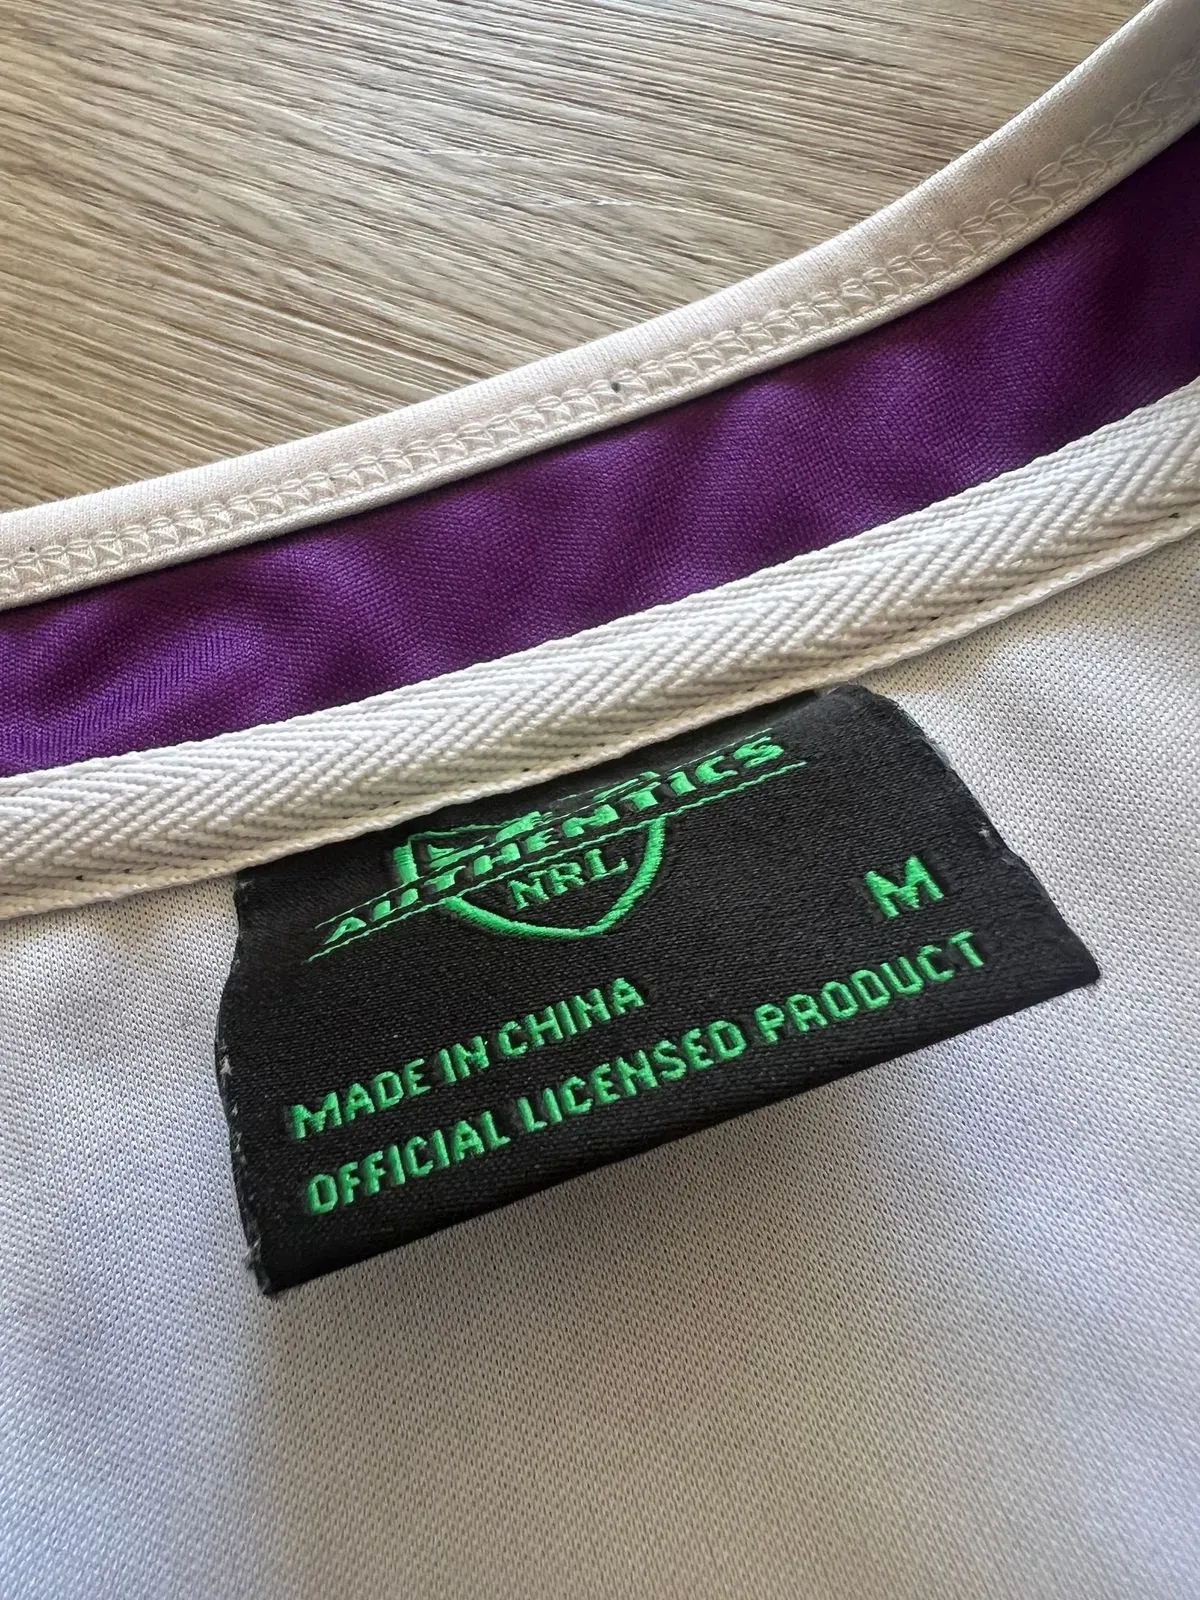 AUTHENTICS
NRL
M
MADE IN CHINA
OFFICIAL LICENSED PRODUCT